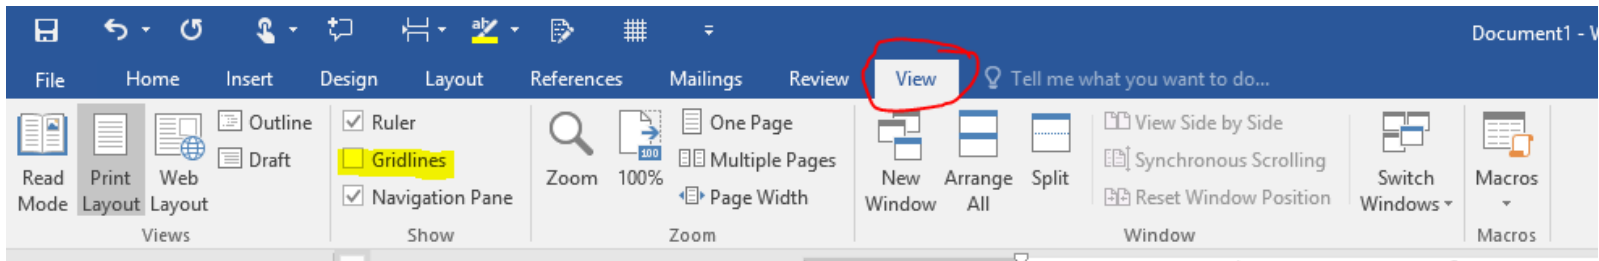 Document1 - W
File Home Insert Design Layout References Mailings Review View Tell me what you want to do...
Read Mode
Print Layout
Web Layout
Outline
Draft
Views
Ruler
Gridlines
Navigation Pane
Show
Zoom
100
100%
One Page
Multiple Pages
Page Width
Zoom
New Window
Arrange All
Split
View Side by Side
Synchronous Scrolling
Reset Window Position
Switch Windows
Window
Macros
Macros